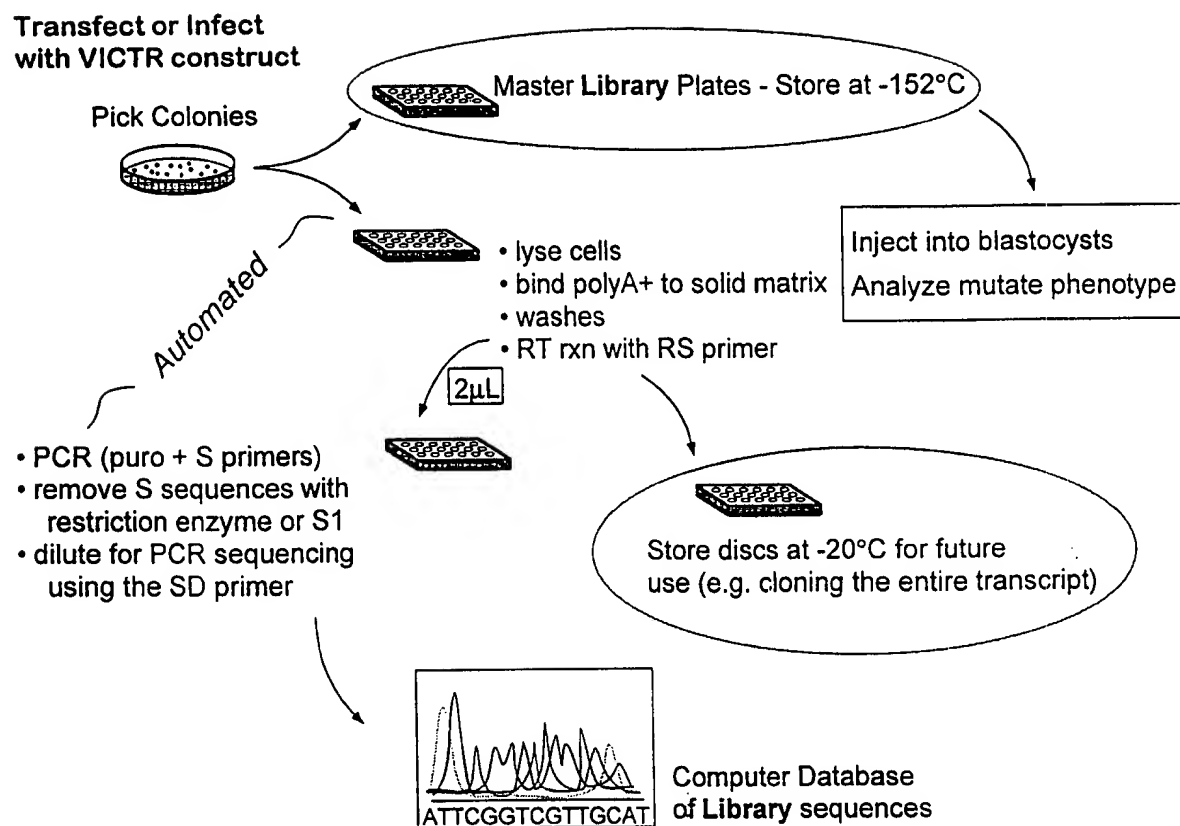 Transfect or Infect
with VICTR construct
Pick Colonies
Master Library Plates - Store at -152°C
Inject into blastocysts
Analyze mutate phenotype
• lyse cells
• bind polyA+ to solid matrix
• washes
• RT rxn with RS primer
Automated
2µL
• PCR (puro + S primers)
• remove S sequences with
restriction enzyme or S1
• dilute for PCR sequencing
using the SD primer
Store discs at -20°C for future
use (e.g. cloning the entire transcript)
ATTCGGTCGTTGCAT
Computer Database
of Library sequences